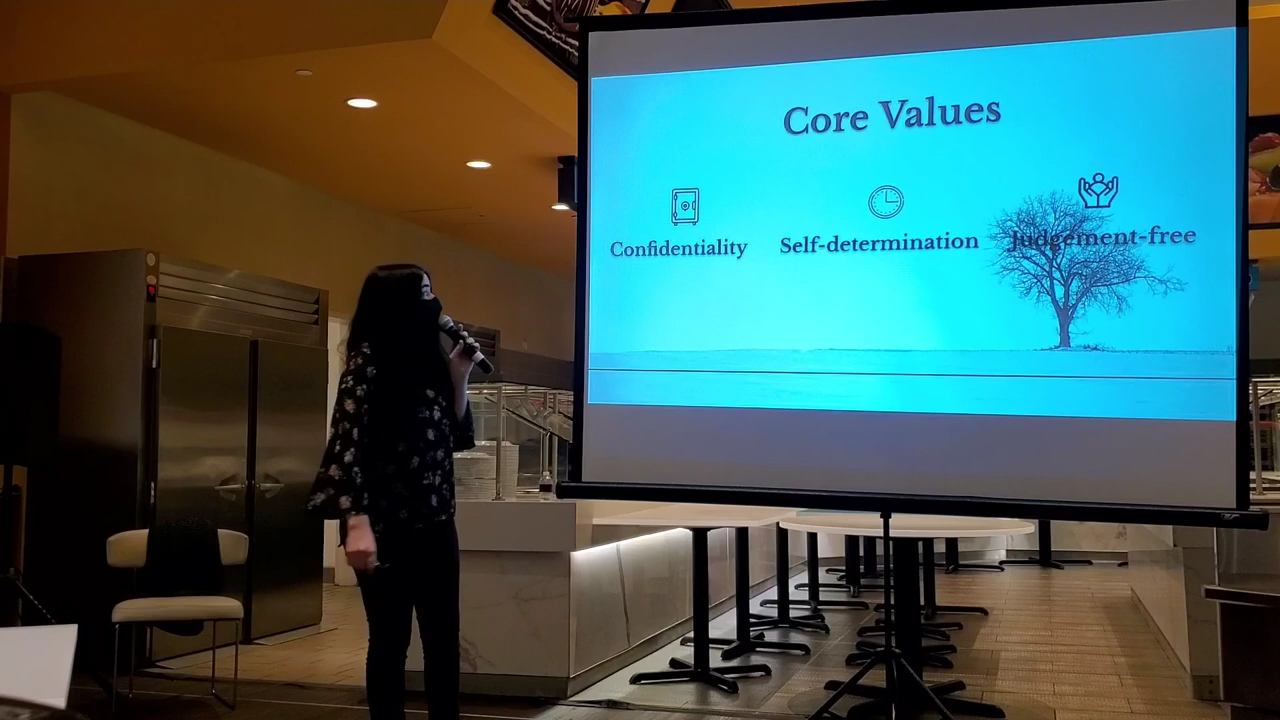 Core Values
Confidentiality
Self-determination
Judgement-free